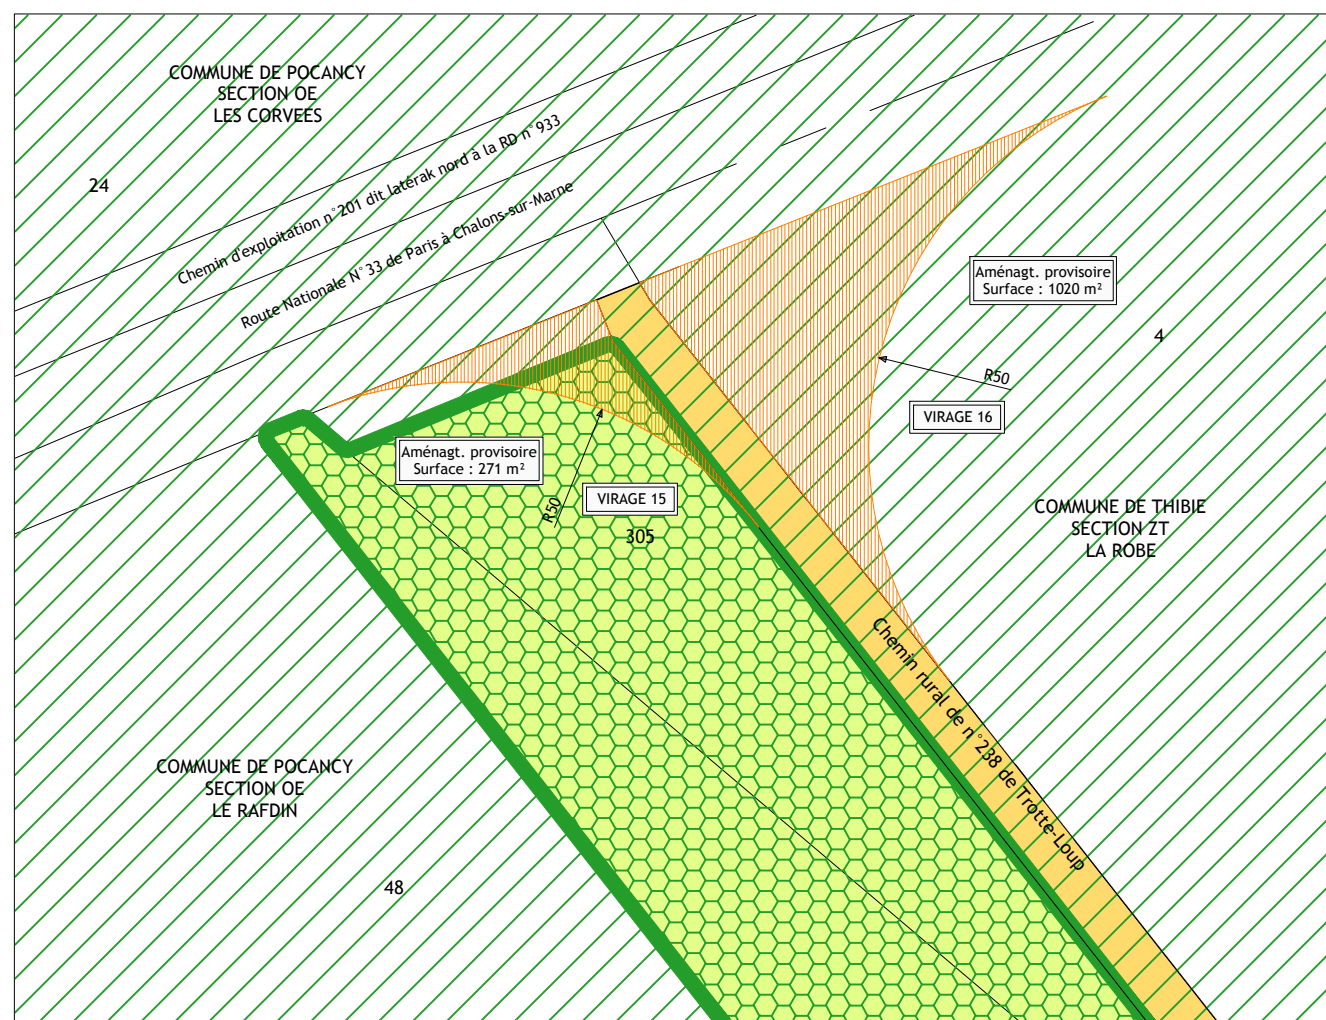 COMMUNE DE POCANCY
SECTION OE
LES CORVEES
24
Chemin d'exploitation n°201 dit latérak nord à la RD n°933
Route Nationale N°33 de Paris à Chalons-sur-Marne
Aménagt. provisoire
Surface : 1020 m²
4
R50
VIRAGE 16
Aménagt. provisoire
Surface : 271 m²
R50
VIRAGE 15
305
COMMUNE DE THIBIE
SECTION ZT
LA ROBE
Chemin rural de n°238 de Trotte-Loup
COMMUNE DE POCANCY
SECTION OE
LE RAFDIN
48